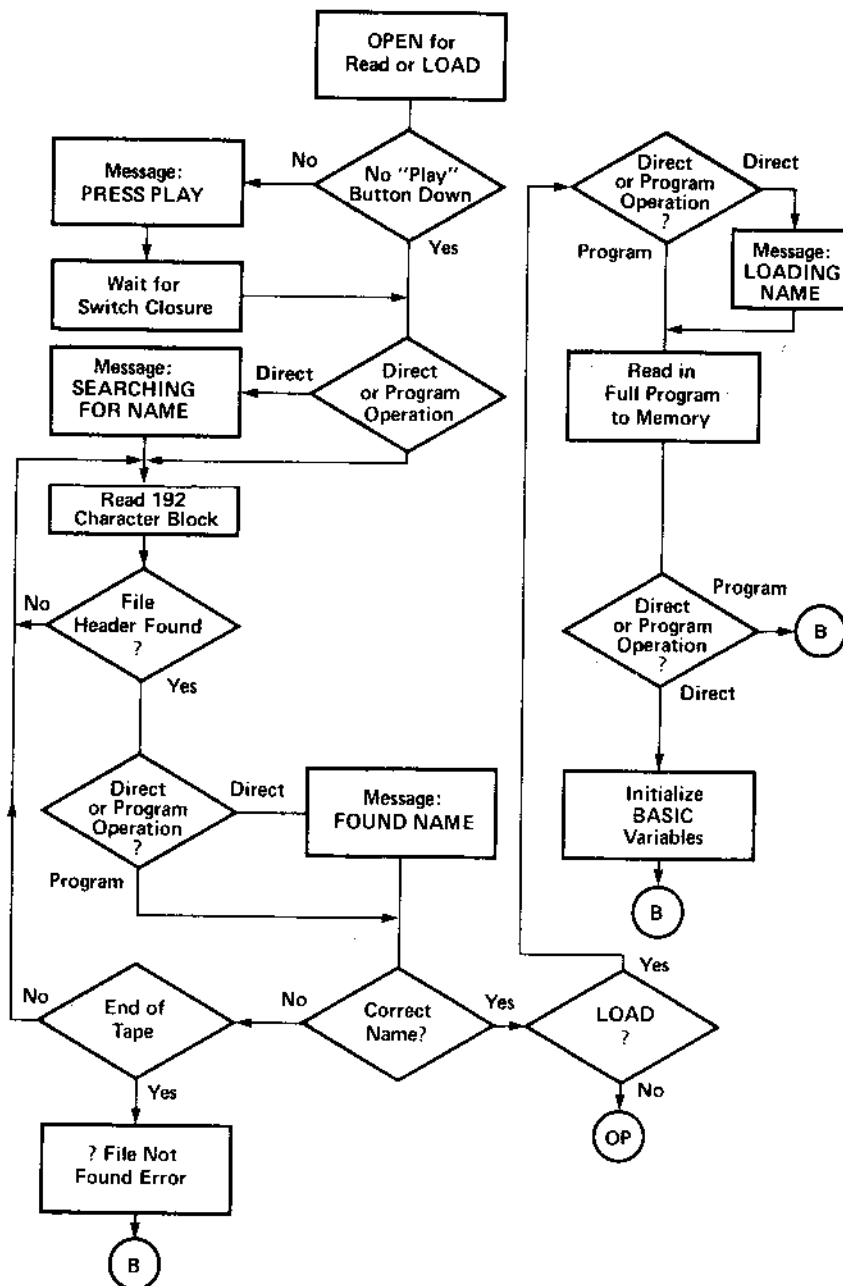 OPEN for
Read or LOAD
No "Play"
Button Down
No
Yes
Message:
PRESS PLAY
Wait for
Switch Closure
Direct
or Program
Operation
Direct
Message:
SEARCHING
FOR NAME
Read 192
Character Block
File
Header Found
?
No
Yes
Direct
or Program
Operation
?
Direct
Program
Message:
FOUND NAME
Correct
Name?
No
Yes
End of
Tape
No
Yes
? File Not
Found Error
B
LOAD
?
Yes
No
OP
Direct
or Program
Operation
?
Direct
Program
Message:
LOADING
NAME
Read in
Full Program
to Memory
Direct
or Program
Operation
?
Program
B
Direct
Initialize
BASIC
Variables
B